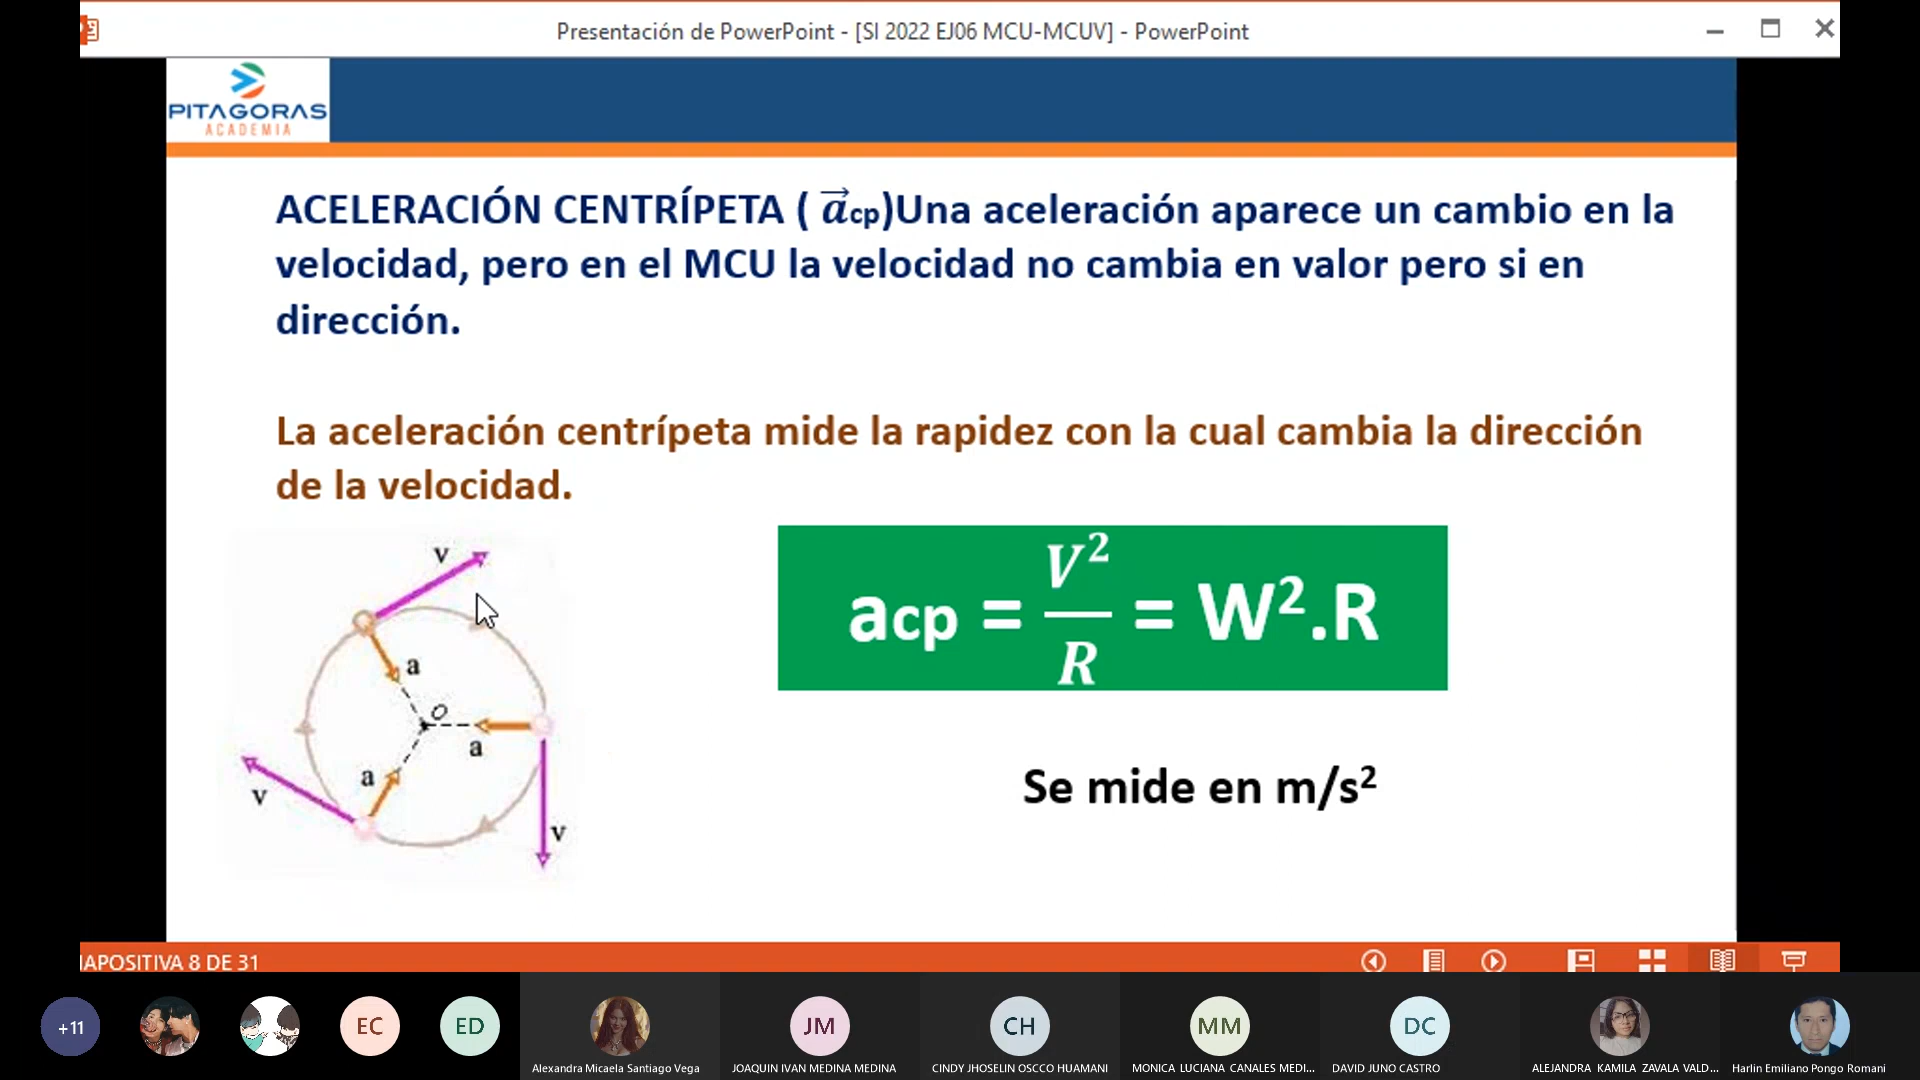 Presentación de PowerPoint - [SI 2022 EJ06 MCU-MCUV] - PowerPoint
PITAGORAS
ACADEMIA
ACELERACIÓN CENTRÍPETA ( a⃗cp)Una aceleración aparece un cambio en la
velocidad, pero en el MCU la velocidad no cambia en valor pero si en
dirección.
La aceleración centrípeta mide la rapidez con la cual cambia la dirección
de la velocidad.
v
a
O
a
a
v
v
acp = V²/R = W².R
Se mide en m/s²
IAPOSITIVA 8 DE 31
+11
EC
ED
JM
CH
MM
DC
Alexandra Micaela Santiago Vega
JOAQUIN IVAN MEDINA MEDINA
CINDY JHOSELIN OSCCO HUAMANI
MONICA LUCIANA CANALES MEDI...
DAVID JUNO CASTRO
ALEJANDRA KAMILA ZAVALA VALD...
Harlin Emiliano Pongo Romani